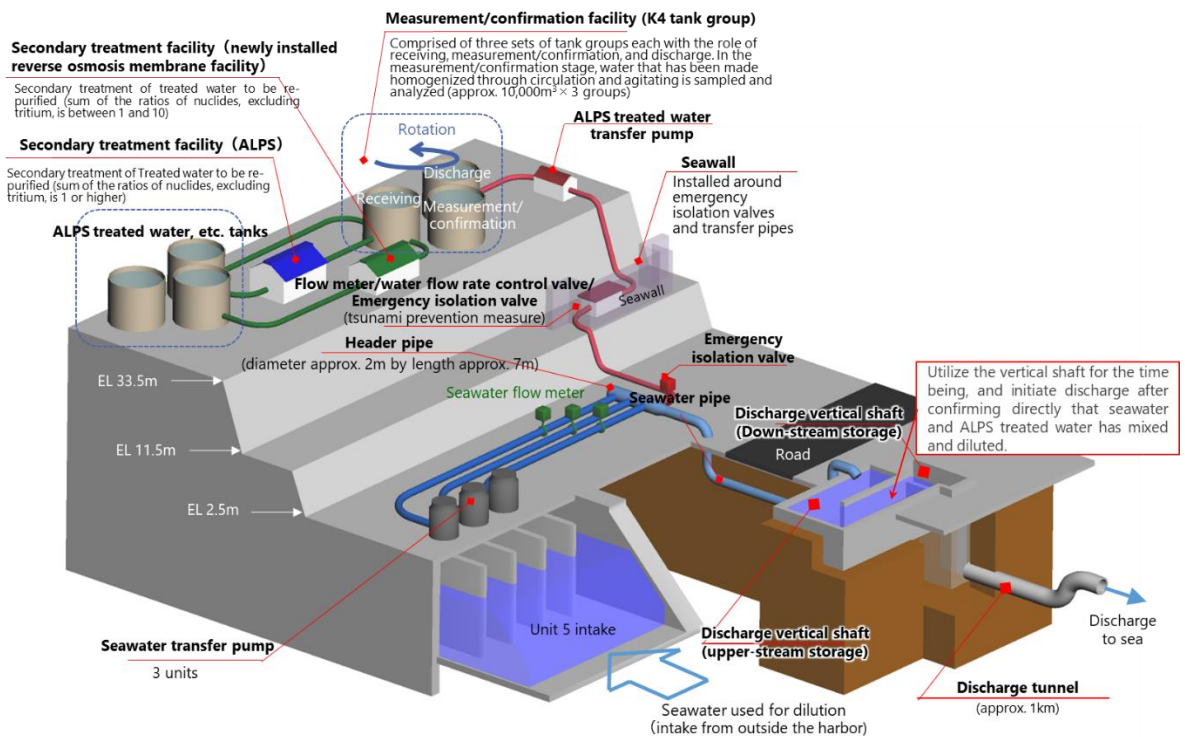 Measurement/confirmation facility (K4 tank group)
Comprised of three sets of tank groups each with the role of
receiving, measurement/confirmation, and discharge. In the
measurement/confirmation stage, water that has been made
homogenized through circulation and agitating is sampled and
analyzed (approx. 10,000m³ × 3 groups)
Secondary treatment facility（newly installed
reverse osmosis membrane facility）
Secondary treatment of treated water to be re-
purified (sum of the ratios of nuclides, excluding
tritium, is between 1 and 10)
Secondary treatment facility（ALPS）
Secondary treatment of Treated water to be re-
purified (sum of the ratios of nuclides, excluding
tritium, is 1 or higher)
ALPS treated water, etc. tanks
Rotation
Discharge
Receiving
Measurement/
confirmation
ALPS treated water
transfer pump
Seawall
Installed around
emergency
isolation valves
and transfer pipes
Flow meter/water flow rate control valve/
Emergency isolation valve
(tsunami prevention measure)
Seawall
Header pipe
(diameter approx. 2m by length approx. 7m)
Emergency
isolation valve
Seawater flow meter
Seawater pipe
EL 33.5m
EL 11.5m
EL 2.5m
Utilize the vertical shaft for the time
being, and initiate discharge after
confirming directly that seawater
and ALPS treated water has mixed
and diluted.
Discharge vertical shaft
(Down-stream storage)
Road
Unit 5 intake
Seawater transfer pump
3 units
Discharge vertical shaft
(upper-stream storage)
Discharge
to sea
Discharge tunnel
(approx. 1km)
Seawater used for dilution
（intake from outside the harbor)